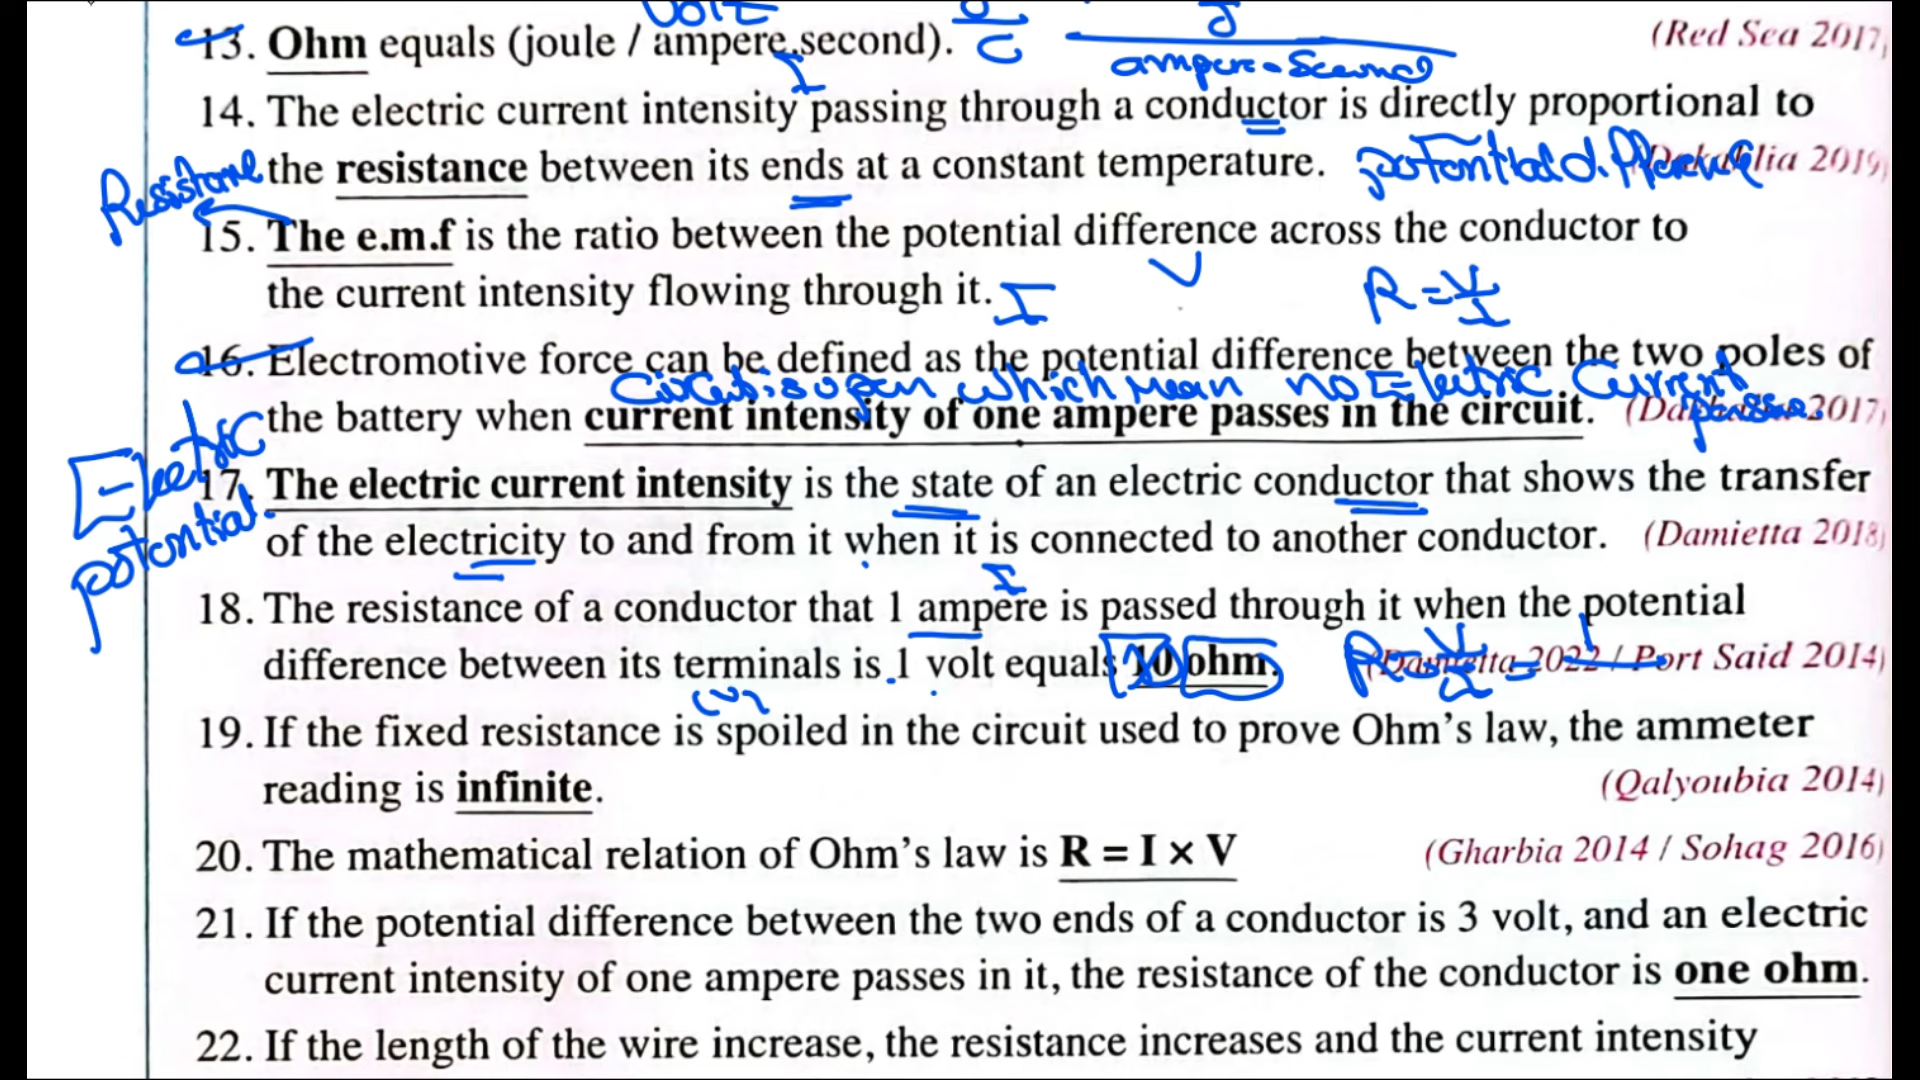 volt
13. Ohm equals (joule / ampere.second). (Red Sea 2017)
C J
ampere.Second
I
14. The electric current intensity passing through a conductor is directly proportional to
the resistance between its ends at a constant temperature. 2019)
Resistance potential difference
15. The e.m.f is the ratio between the potential difference across the conductor to
V
the current intensity flowing through it. I R = V/I
16. Electromotive force can be defined as the potential difference between the two poles of
Circuit is open which mean no Electric Current
the battery when current intensity of one ampere passes in the circuit. 2017)
Electric
potential.
17. The electric current intensity is the state of an electric conductor that shows the transfer
of the electricity to and from it when it is connected to another conductor. (Damietta 2018)
I
18. The resistance of a conductor that 1 ampere is passed through it when the potential
difference between its terminals is 1 volt equals 10 ohm. (Damietta 2022 / Port Said 2014)
R = V/I = 1
(V)
19. If the fixed resistance is spoiled in the circuit used to prove Ohm's law, the ammeter
reading is infinite. (Qalyoubia 2014)
20. The mathematical relation of Ohm's law is R = I × V (Gharbia 2014 / Sohag 2016)
21. If the potential difference between the two ends of a conductor is 3 volt, and an electric
current intensity of one ampere passes in it, the resistance of the conductor is one ohm.
22. If the length of the wire increase, the resistance increases and the current intensity